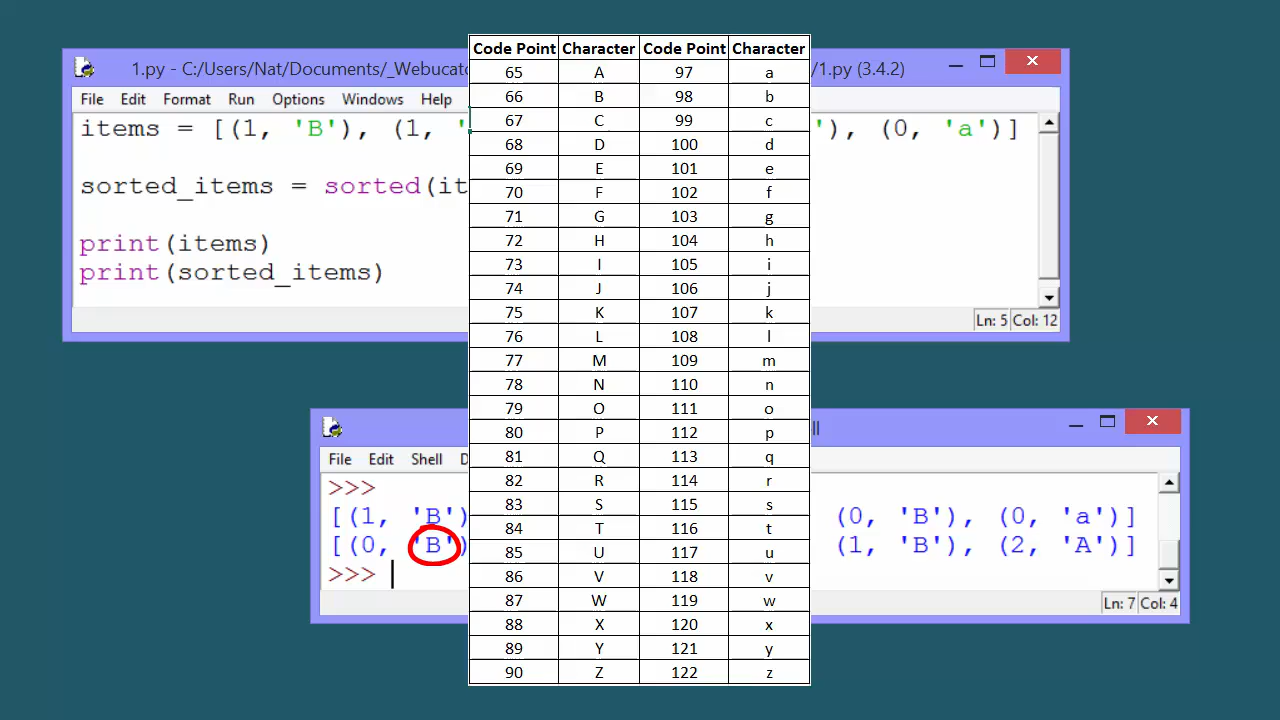 1.py - C:/Users/Nat/Documents/_Webuca
/1.py (3.4.2)
File Edit Format Run Options Windows Help
items = [(1, 'B'), (1, '
'), (0, 'a')]
sorted_items = sorted(it
print(items)
print(sorted_items)
Ln: 5 Col: 12
Code Point Character Code Point Character
65 A 97 a
66 B 98 b
67 C 99 c
68 D 100 d
69 E 101 e
70 F 102 f
71 G 103 g
72 H 104 h
73 I 105 i
74 J 106 j
75 K 107 k
76 L 108 l
77 M 109 m
78 N 110 n
79 O 111 o
80 P 112 p
81 Q 113 q
82 R 114 r
83 S 115 s
84 T 116 t
85 U 117 u
86 V 118 v
87 W 119 w
88 X 120 x
89 Y 121 y
90 Z 122 z
File Edit Shell
>>>
[(1, 'B')
(0, 'B'), (0, 'a')]
[(0, 'B')
(1, 'B'), (2, 'A')]
>>>
Ln: 7 Col: 4